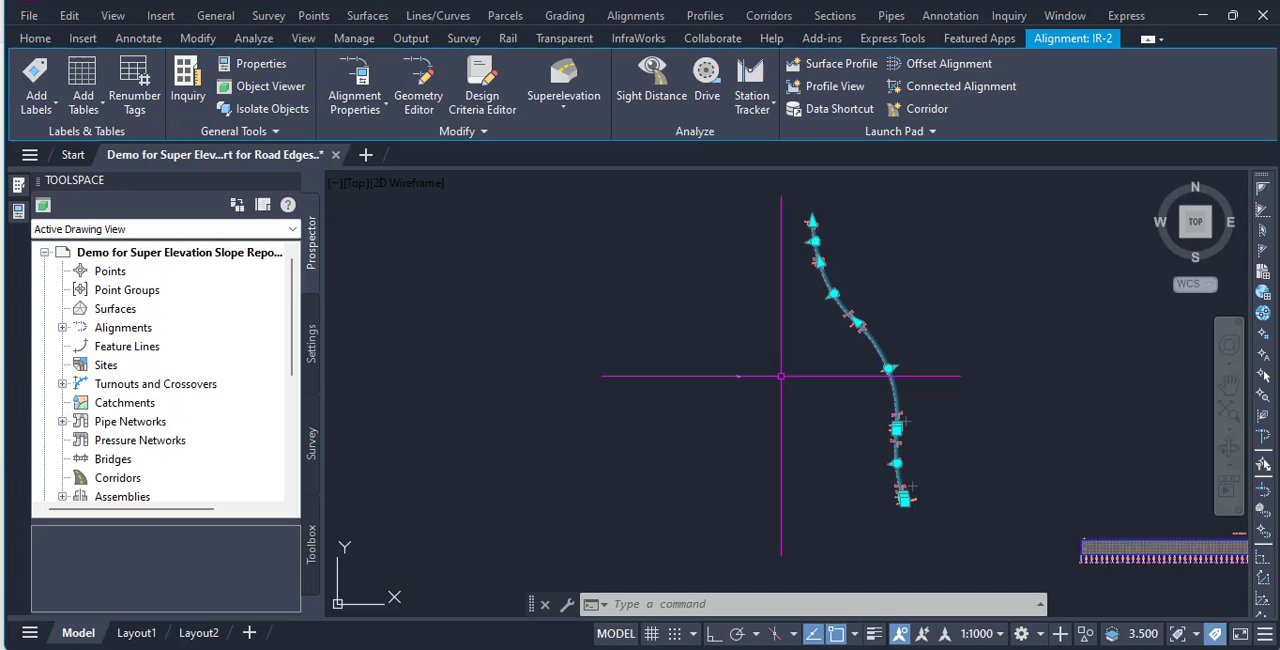 File Edit View Insert General Survey Points Surfaces Lines/Curves Parcels Grading Alignments Profiles Corridors Sections Pipes Annotation Inquiry Window Express
Home Insert Annotate Modify Analyze View Manage Output Survey Rail Transparent InfraWorks Collaborate Help Add-ins Express Tools Featured Apps Alignment: IR-2
Add Labels
Add Tables
Renumber Tags
Labels & Tables
Inquiry
Properties
Object Viewer
Isolate Objects
General Tools
Alignment Properties
Geometry Editor
Design Criteria Editor
Superelevation
Modify
Sight Distance
Drive
Station Tracker
Analyze
Surface Profile
Profile View
Data Shortcut
Offset Alignment
Connected Alignment
Corridor
Launch Pad
Start
Demo for Super Elev...rt for Road Edges..*
TOOLSPACE
Active Drawing View
Demo for Super Elevation Slope Repo...
Points
Point Groups
Surfaces
Alignments
Feature Lines
Sites
Turnouts and Crossovers
Catchments
Pipe Networks
Pressure Networks
Bridges
Corridors
Assemblies
Prospector
Settings
Survey
Toolbox
[−][Top][2D Wireframe]
N
W TOP E
S
WCS
Y
X
Type a command
Model Layout1 Layout2
MODEL 1:1000 3.500